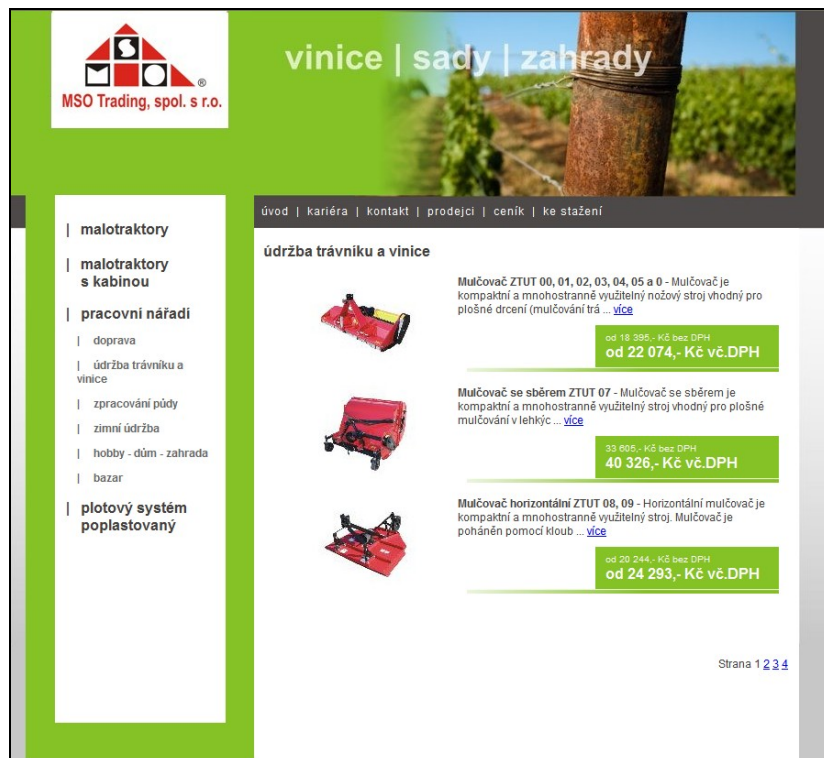 S
M O ®
MSO Trading, spol. s r.o.
vinice | sady | zahrady
úvod | kariéra | kontakt | prodejci | ceník | ke stažení
| malotraktory
| malotraktory
s kabinou
| pracovní nářadí
| doprava
| údržba trávníku a
vinice
| zpracování půdy
| zimní údržba
| hobby - dům - zahrada
| bazar
| plotový systém
poplastovaný
údržba trávníku a vinice
Mulčovač ZTUT 00, 01, 02, 03, 04, 05 a 0 - Mulčovač je
kompaktní a mnohostranně využitelný nožový stroj vhodný pro
plošné drcení (mulčování trá ... více
od 18 395,- Kč bez DPH
od 22 074,- Kč vč.DPH
Mulčovač se sběrem ZTUT 07 - Mulčovač se sběrem je
kompaktní a mnohostranně využitelný stroj vhodný pro plošné
mulčování v lehkýc ... více
33 605,- Kč bez DPH
40 326,- Kč vč.DPH
Mulčovač horizontální ZTUT 08, 09 - Horizontální mulčovač je
kompaktní a mnohostranně využitelný stroj. Mulčovač je
poháněn pomocí kloub ... více
od 20 244,- Kč bez DPH
od 24 293,- Kč vč.DPH
Strana 1 2 3 4